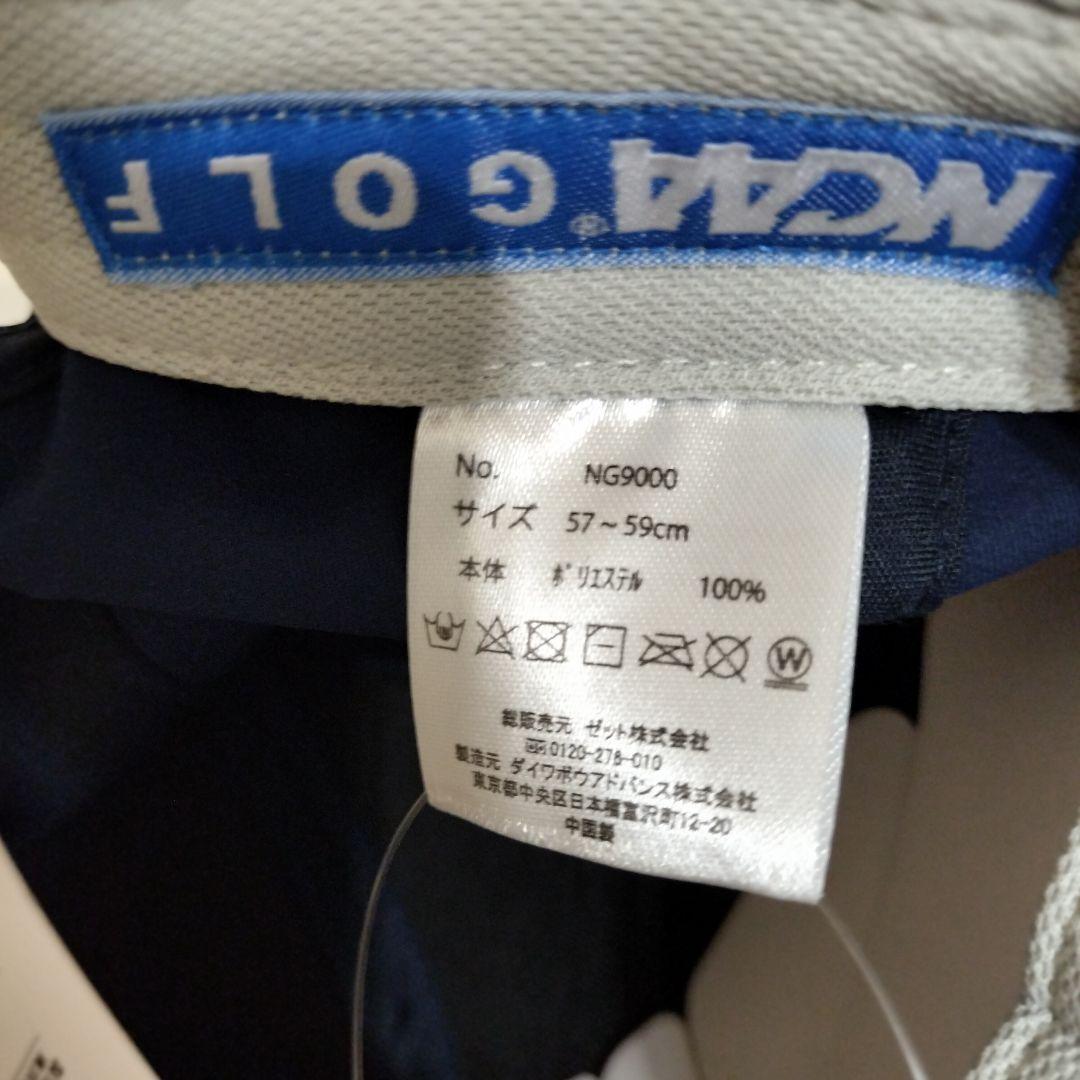 NCAA® GOLF
No. NG9000
サイズ 57～59cm
本体 ポリエステル 100%
W
総販売元 ゼット株式会社
0120-276-010
製造元 ダイワボウアドバンス株式会社
東京都中央区日本橋富沢町12-20
中国製